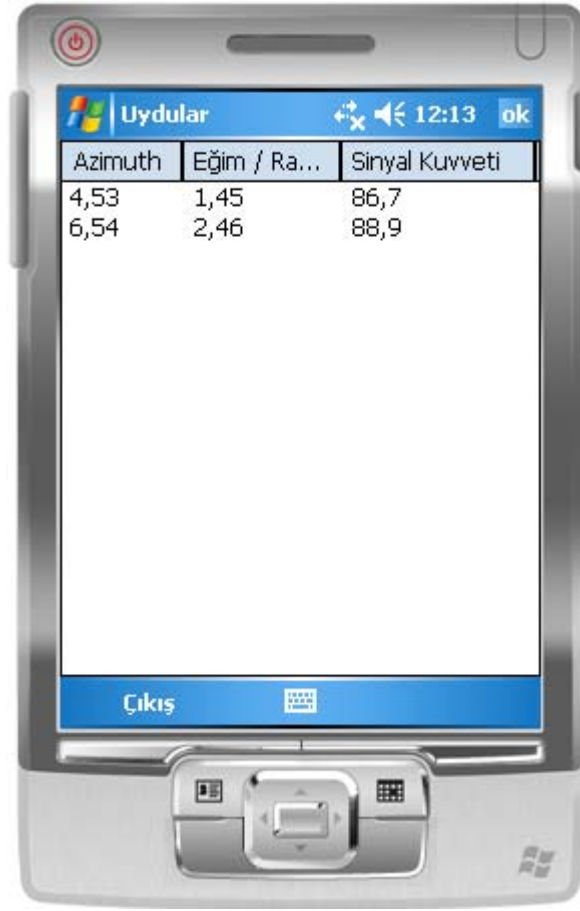 Uydular 12:13 ok
Azimuth Eğim / Ra... Sinyal Kuvveti
4,53 1,45 86,7
6,54 2,46 88,9
Çıkış